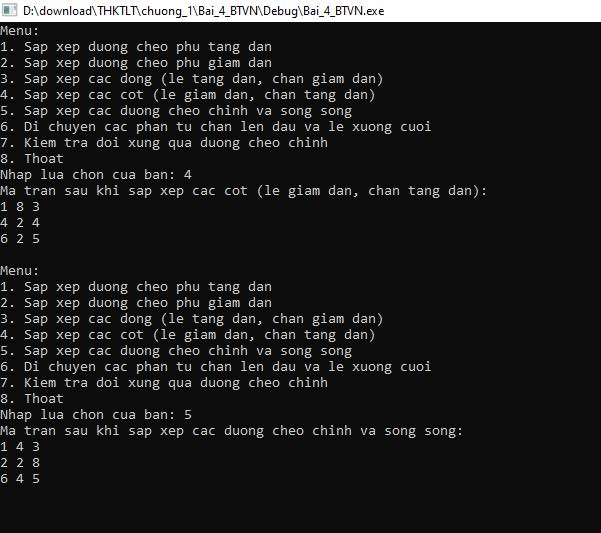 D:\download\THKTLT\chuong_1\Bai_4_BTVN\Debug\Bai_4_BTVN.exe
Menu:
1. Sap xep duong cheo phu tang dan
2. Sap xep duong cheo phu giam dan
3. Sap xep cac dong (le tang dan, chan giam dan)
4. Sap xep cac cot (le giam dan, chan tang dan)
5. Sap xep cac duong cheo chinh va song song
6. Di chuyen cac phan tu chan len dau va le xuong cuoi
7. Kiem tra doi xung qua duong cheo chinh
8. Thoat
Nhap lua chon cua ban: 4
Ma tran sau khi sap xep cac cot (le giam dan, chan tang dan):
1 8 3
4 2 4
6 2 5
Menu:
1. Sap xep duong cheo phu tang dan
2. Sap xep duong cheo phu giam dan
3. Sap xep cac dong (le tang dan, chan giam dan)
4. Sap xep cac cot (le giam dan, chan tang dan)
5. Sap xep cac duong cheo chinh va song song
6. Di chuyen cac phan tu chan len dau va le xuong cuoi
7. Kiem tra doi xung qua duong cheo chinh
8. Thoat
Nhap lua chon cua ban: 5
Ma tran sau khi sap xep cac duong cheo chinh va song song:
1 4 3
2 2 8
6 4 5